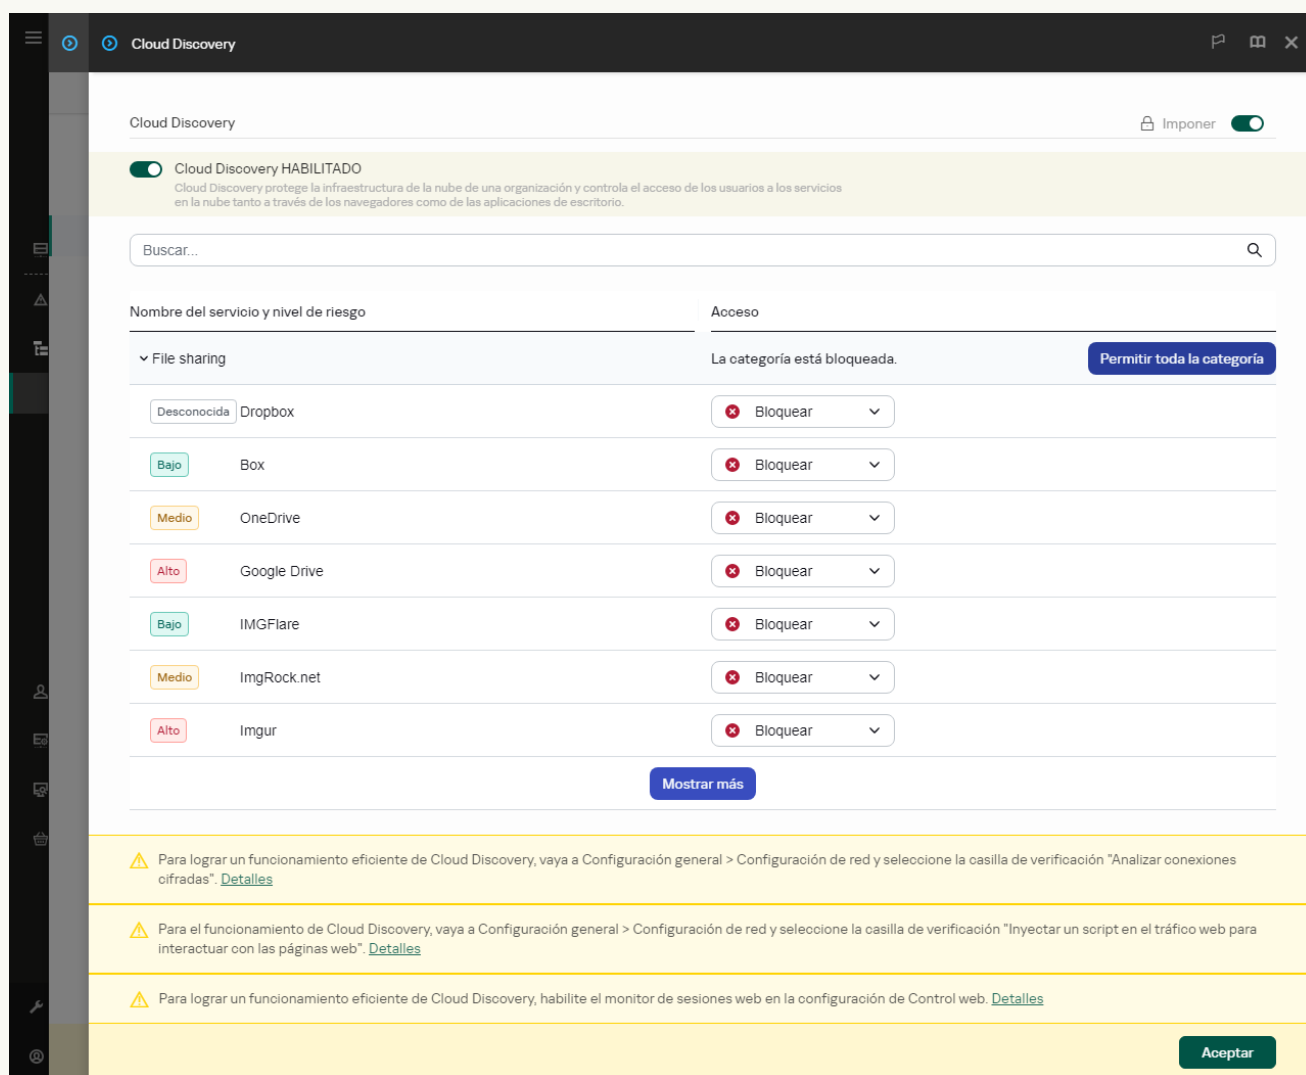 Cloud Discovery
Cloud Discovery
Imponer
Cloud Discovery HABILITADO
Cloud Discovery protege la infraestructura de la nube de una organización y controla el acceso de los usuarios a los servicios
en la nube tanto a través de los navegadores como de las aplicaciones de escritorio.
Buscar...
Nombre del servicio y nivel de riesgo
Acceso
File sharing
La categoría está bloqueada.
Permitir toda la categoría
Desconocida Dropbox
Bloquear
Bajo Box
Bloquear
Medio OneDrive
Bloquear
Alto Google Drive
Bloquear
Bajo IMGFlare
Bloquear
Medio ImgRock.net
Bloquear
Alto Imgur
Bloquear
Mostrar más
Para lograr un funcionamiento eficiente de Cloud Discovery, vaya a Configuración general > Configuración de red y seleccione la casilla de verificación "Analizar conexiones
cifradas". Detalles
Para el funcionamiento de Cloud Discovery, vaya a Configuración general > Configuración de red y seleccione la casilla de verificación "Inyectar un script en el tráfico web para
interactuar con las páginas web". Detalles
Para lograr un funcionamiento eficiente de Cloud Discovery, habilite el monitor de sesiones web en la configuración de Control web. Detalles
Aceptar